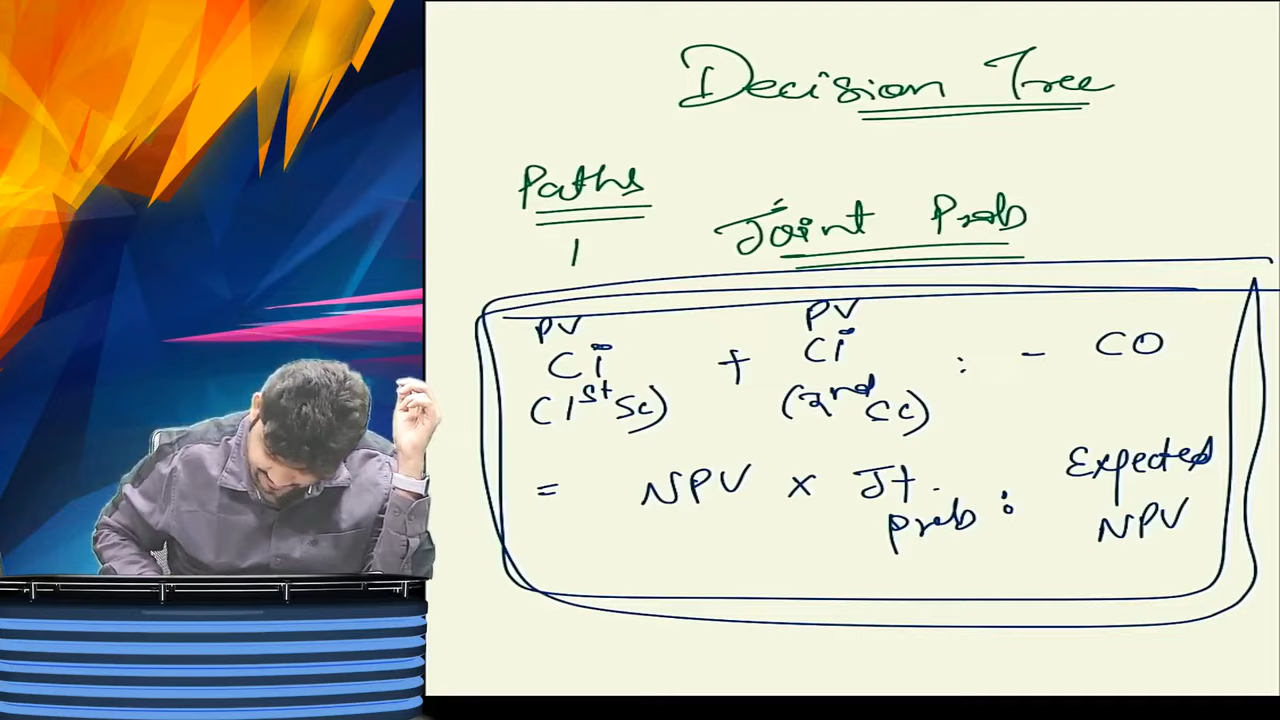 Decision Tree
Paths
Joint Prob
1
PV PV
Ci + Ci : - CO
(1st Sc) (2nd Cc)
= NPV x Jt. Prob : Expected NPV